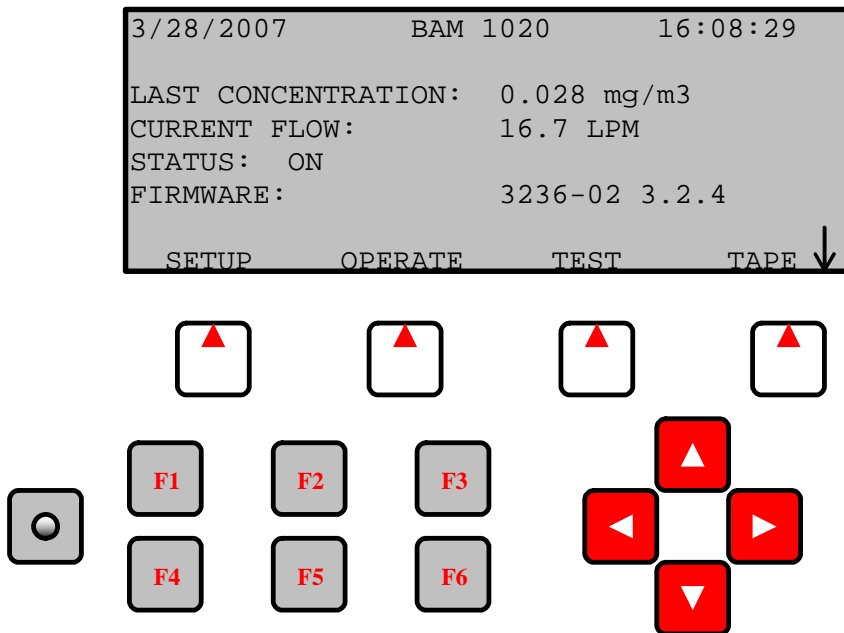 3/28/2007 BAM 1020 16:08:29
LAST CONCENTRATION: 0.028 mg/m3
CURRENT FLOW: 16.7 LPM
STATUS: ON
FIRMWARE: 3236-02 3.2.4
SETUP OPERATE TEST TAPE
F1 F2 F3
F4 F5 F6